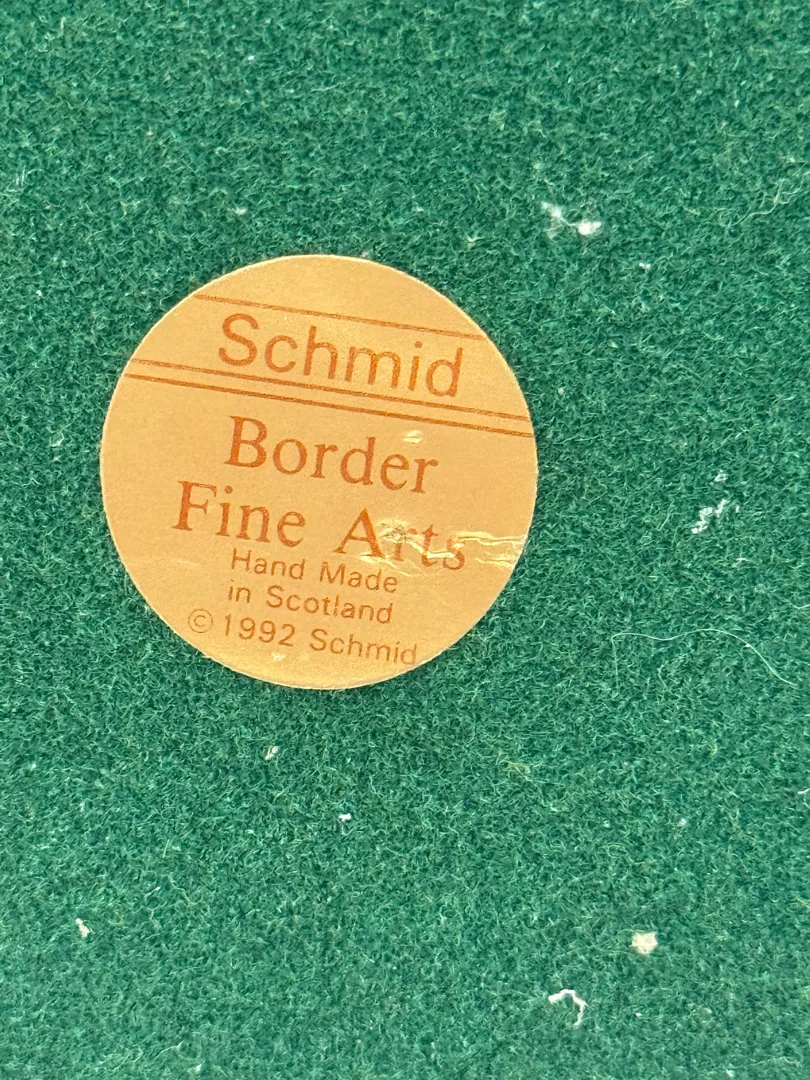 Schmid
Border
Fine Arts
Hand Made
in Scotland
© 1992 Schmid